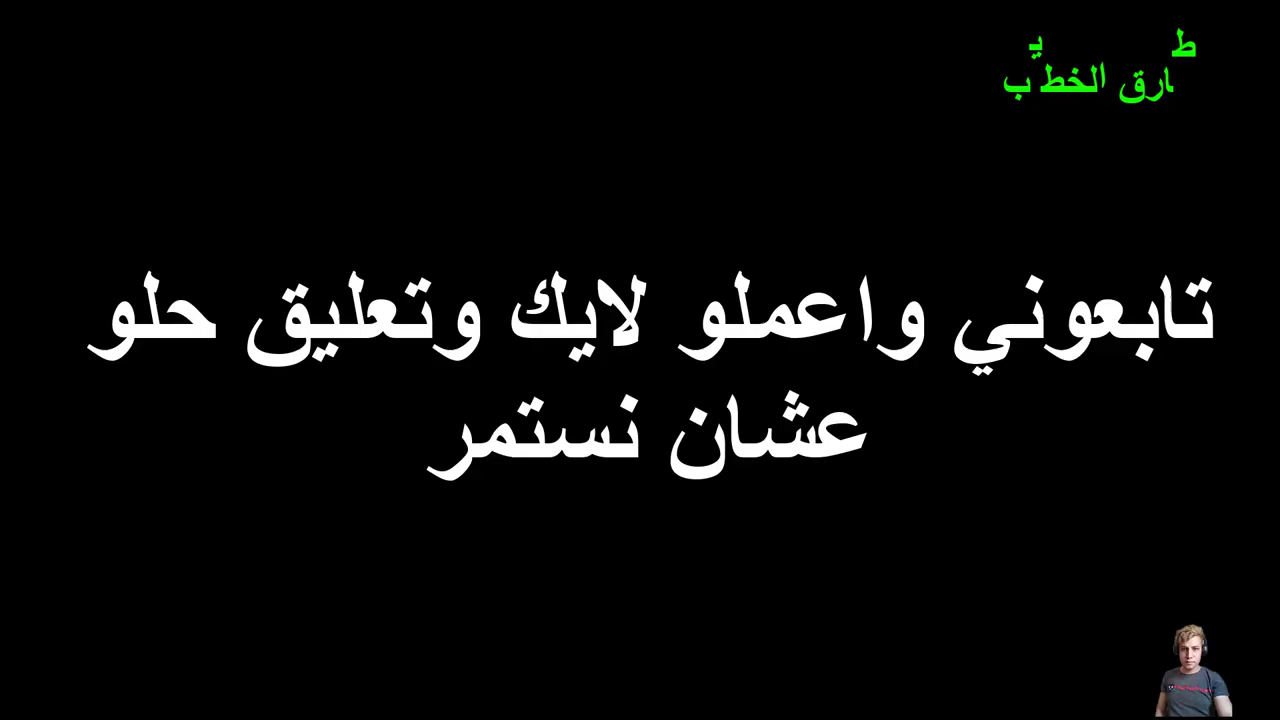 طارق الخطيب
تابعوني واعملو لايك وتعليق حلو
عشان نستمر